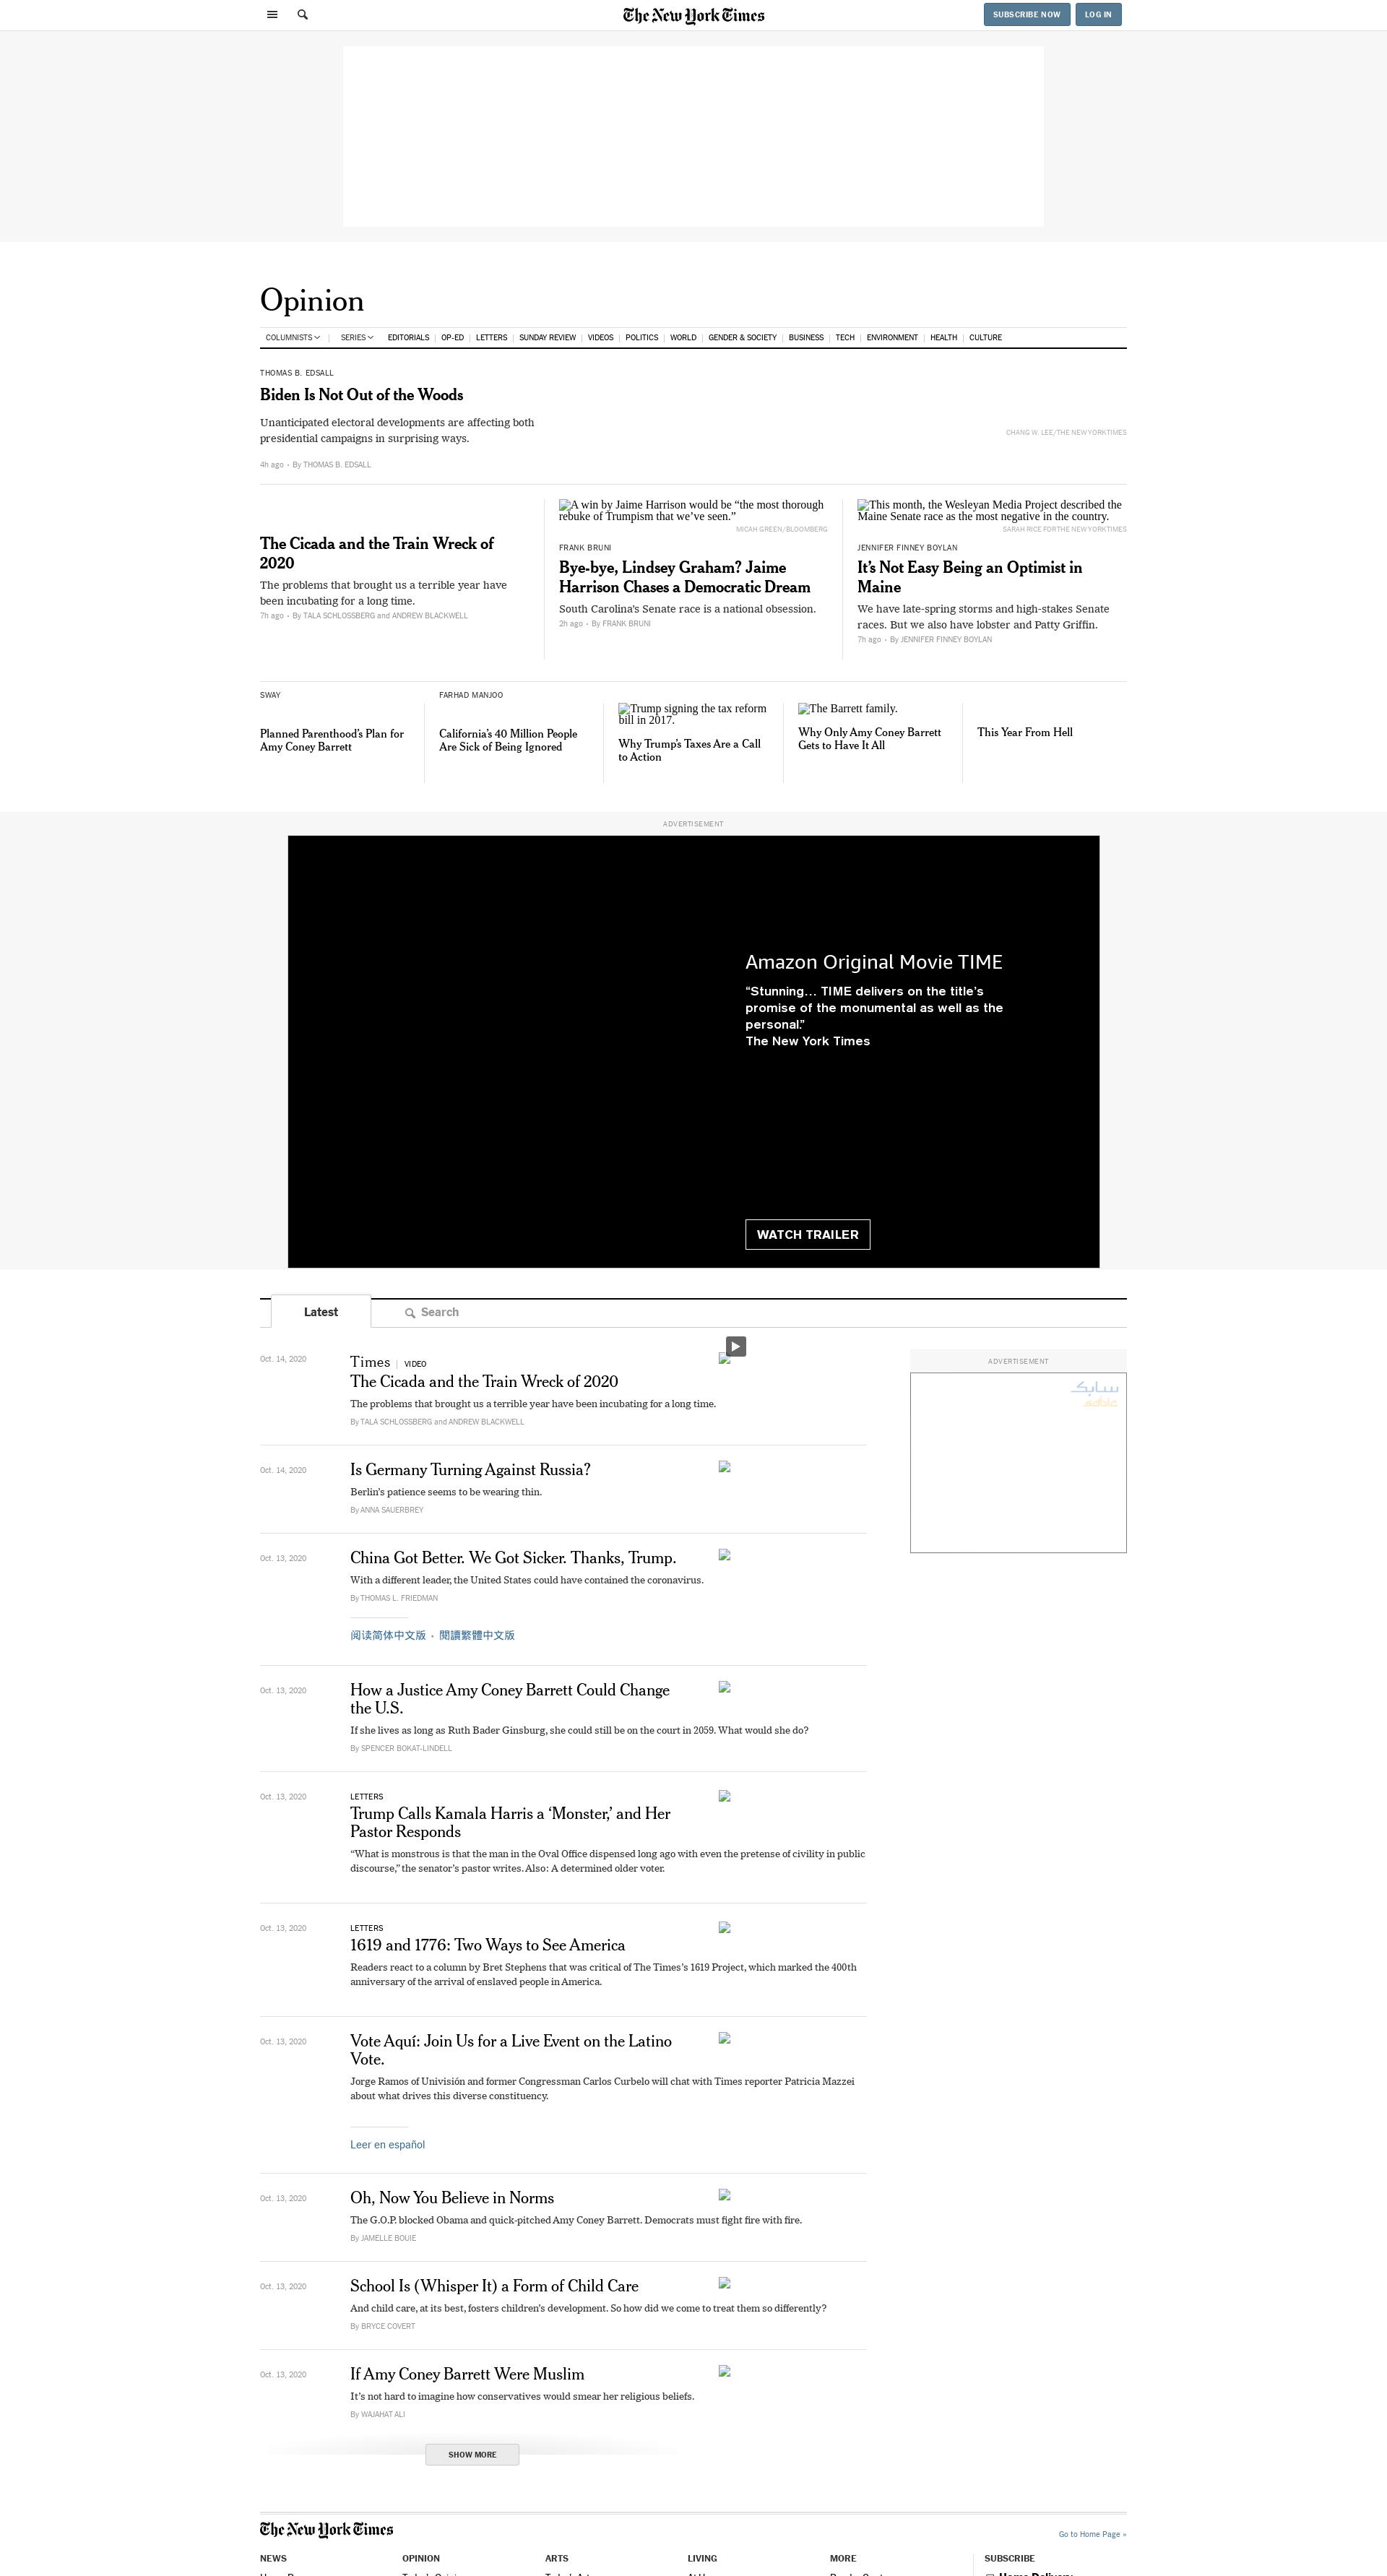 The New York Times
SUBSCRIBE NOW
LOG IN
Opinion
COLUMNISTS | SERIES EDITORIALS | OP-ED | LETTERS | SUNDAY REVIEW | VIDEOS | POLITICS | WORLD | GENDER & SOCIETY | BUSINESS | TECH | ENVIRONMENT | HEALTH | CULTURE
THOMAS B. EDSALL
Biden Is Not Out of the Woods
Unanticipated electoral developments are affecting both
presidential campaigns in surprising ways.
4h ago • By THOMAS B. EDSALL
CHANG W. LEE/THE NEW YORK TIMES
The Cicada and the Train Wreck of
2020
The problems that brought us a terrible year have
been incubating for a long time.
7h ago • By TALA SCHLOSSBERG and ANDREW BLACKWELL
A win by Jaime Harrison would be “the most thorough
rebuke of Trumpism that we’ve seen.”
MICAH GREEN/BLOOMBERG
FRANK BRUNI
Bye-bye, Lindsey Graham? Jaime
Harrison Chases a Democratic Dream
South Carolina’s Senate race is a national obsession.
2h ago • By FRANK BRUNI
This month, the Wesleyan Media Project described the
Maine Senate race as the most negative in the country.
SARAH RICE FOR THE NEW YORK TIMES
JENNIFER FINNEY BOYLAN
It’s Not Easy Being an Optimist in
Maine
We have late-spring storms and high-stakes Senate
races. But we also have lobster and Patty Griffin.
7h ago • By JENNIFER FINNEY BOYLAN
SWAY
Planned Parenthood’s Plan for
Amy Coney Barrett
FARHAD MANJOO
California’s 40 Million People
Are Sick of Being Ignored
Trump signing the tax reform
bill in 2017.
Why Trump’s Taxes Are a Call
to Action
The Barrett family.
Why Only Amy Coney Barrett
Gets to Have It All
This Year From Hell
ADVERTISEMENT
Amazon Original Movie TIME
“Stunning… TIME delivers on the title’s
promise of the monumental as well as the
personal.”
The New York Times
WATCH TRAILER
Latest
Search
Oct. 14, 2020
Times | VIDEO
The Cicada and the Train Wreck of 2020
The problems that brought us a terrible year have been incubating for a long time.
By TALA SCHLOSSBERG and ANDREW BLACKWELL
ADVERTISEMENT
سابك
sabic
Oct. 14, 2020
Is Germany Turning Against Russia?
Berlin’s patience seems to be wearing thin.
By ANNA SAUERBREY
Oct. 13, 2020
China Got Better. We Got Sicker. Thanks, Trump.
With a different leader, the United States could have contained the coronavirus.
By THOMAS L. FRIEDMAN
阅读简体中文版 • 閱讀繁體中文版
Oct. 13, 2020
How a Justice Amy Coney Barrett Could Change
the U.S.
If she lives as long as Ruth Bader Ginsburg, she could still be on the court in 2059. What would she do?
By SPENCER BOKAT-LINDELL
Oct. 13, 2020
LETTERS
Trump Calls Kamala Harris a ‘Monster,’ and Her
Pastor Responds
“What is monstrous is that the man in the Oval Office dispensed long ago with even the pretense of civility in public
discourse,” the senator’s pastor writes. Also: A determined older voter.
Oct. 13, 2020
LETTERS
1619 and 1776: Two Ways to See America
Readers react to a column by Bret Stephens that was critical of The Times’s 1619 Project, which marked the 400th
anniversary of the arrival of enslaved people in America.
Oct. 13, 2020
Vote Aquí: Join Us for a Live Event on the Latino
Vote.
Jorge Ramos of Univisión and former Congressman Carlos Curbelo will chat with Times reporter Patricia Mazzei
about what drives this diverse constituency.
Leer en español
Oct. 13, 2020
Oh, Now You Believe in Norms
The G.O.P. blocked Obama and quick-pitched Amy Coney Barrett. Democrats must fight fire with fire.
By JAMELLE BOUIE
Oct. 13, 2020
School Is (Whisper It) a Form of Child Care
And child care, at its best, fosters children’s development. So how did we come to treat them so differently?
By BRYCE COVERT
Oct. 13, 2020
If Amy Coney Barrett Were Muslim
It’s not hard to imagine how conservatives would smear her religious beliefs.
By WAJAHAT ALI
SHOW MORE
The New York Times
Go to Home Page »
NEWS
OPINION
ARTS
LIVING
MORE
SUBSCRIBE